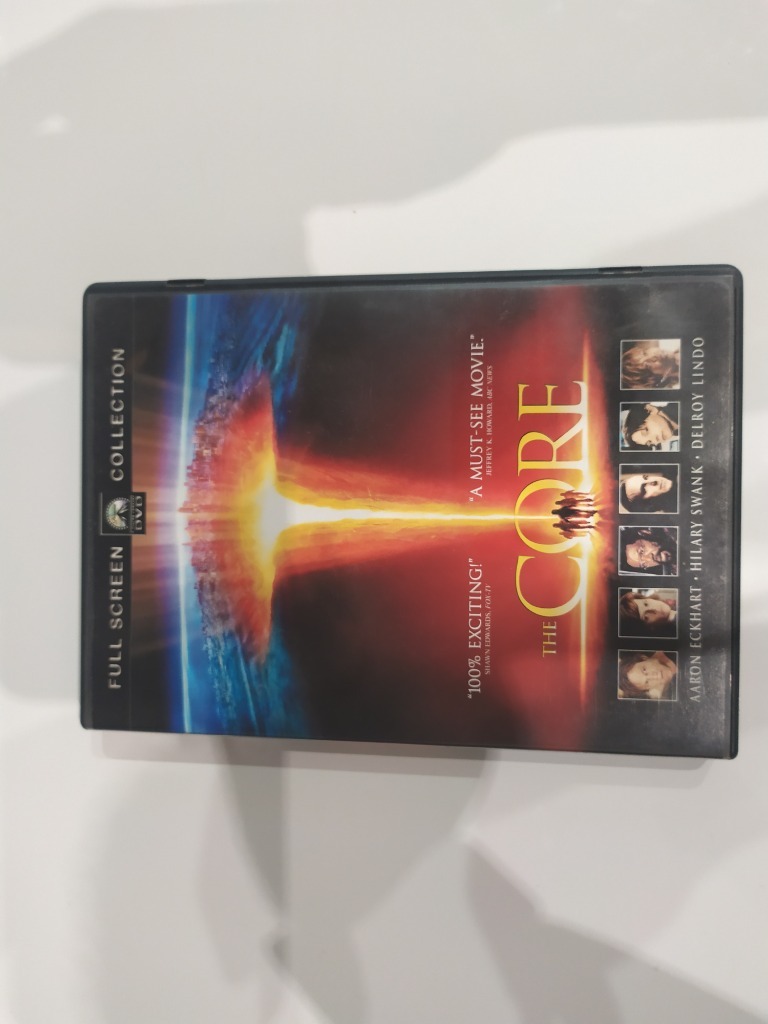 FULL SCREEN DVD COLLECTION
"100% EXCITING!"
SHAWN EDWARDS, FOX-TV
"A MUST-SEE MOVIE."
JEFFREY K. HOWARD, ABC NEWS
THE CORE
AARON ECKHART • HILARY SWANK • DELROY LINDO